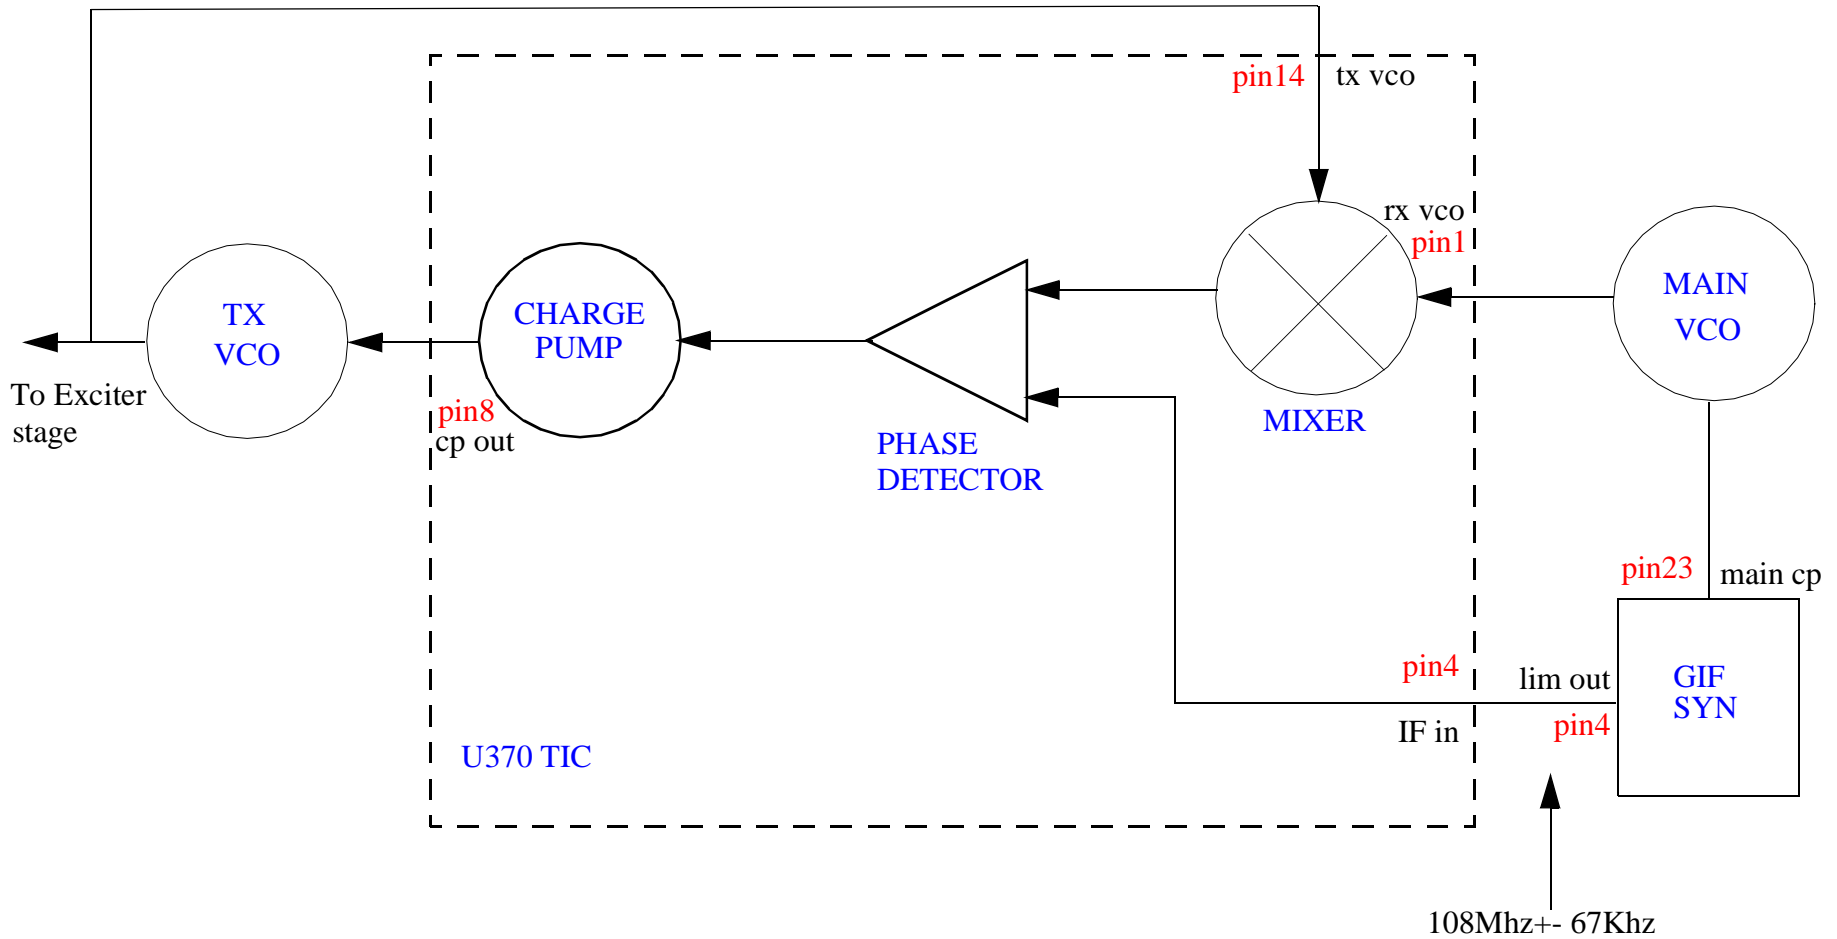 pin14
tx vco
rx vco
pin1
MAIN
VCO
TX
VCO
CHARGE
PUMP
To Exciter
stage
pin8
cp out
PHASE
DETECTOR
MIXER
pin23
main cp
pin4
lim out
GIF
SYN
IF in
pin4
U370 TIC
108Mhz+- 67Khz